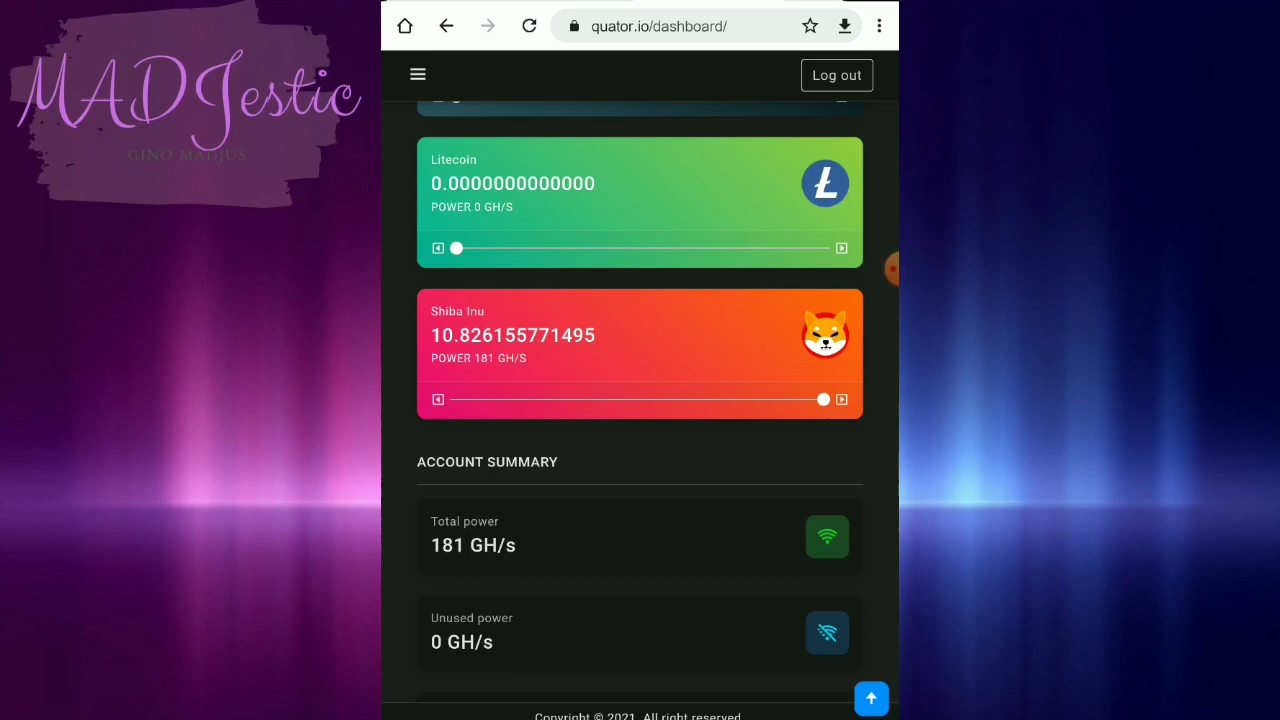 MADJestic
GINO MADJUS
quator.io/dashboard/
Log out
Litecoin
0.0000000000000
POWER 0 GH/S
Shiba Inu
10.826155771495
POWER 181 GH/S
ACCOUNT SUMMARY
Total power
181 GH/s
Unused power
0 GH/s
Copyright © 2021. All right reserved